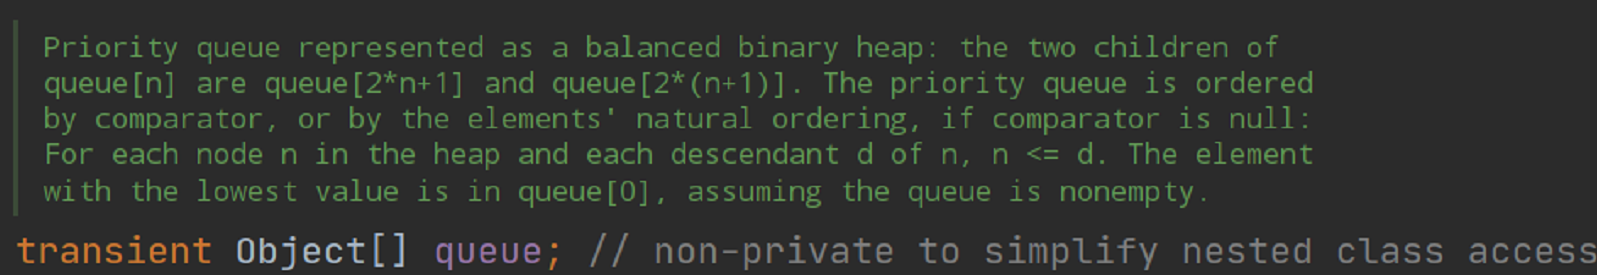 Priority queue represented as a balanced binary heap: the two children of
queue[n] are queue[2*n+1] and queue[2*(n+1)]. The priority queue is ordered
by comparator, or by the elements' natural ordering, if comparator is null:
For each node n in the heap and each descendant d of n, n <= d. The element
with the lowest value is in queue[0], assuming the queue is nonempty.
transient Object[] queue; // non-private to simplify nested class access